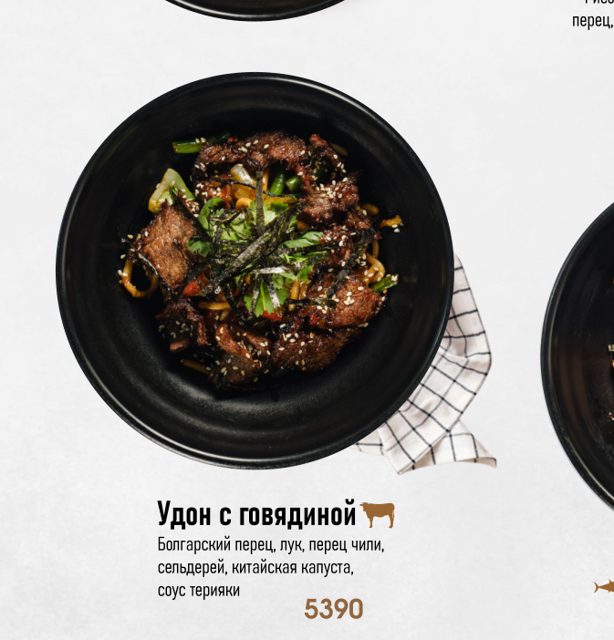 перец,
Удон с говядиной
Болгарский перец, лук, перец чили,
сельдерей, китайская капуста,
соус терияки
5390